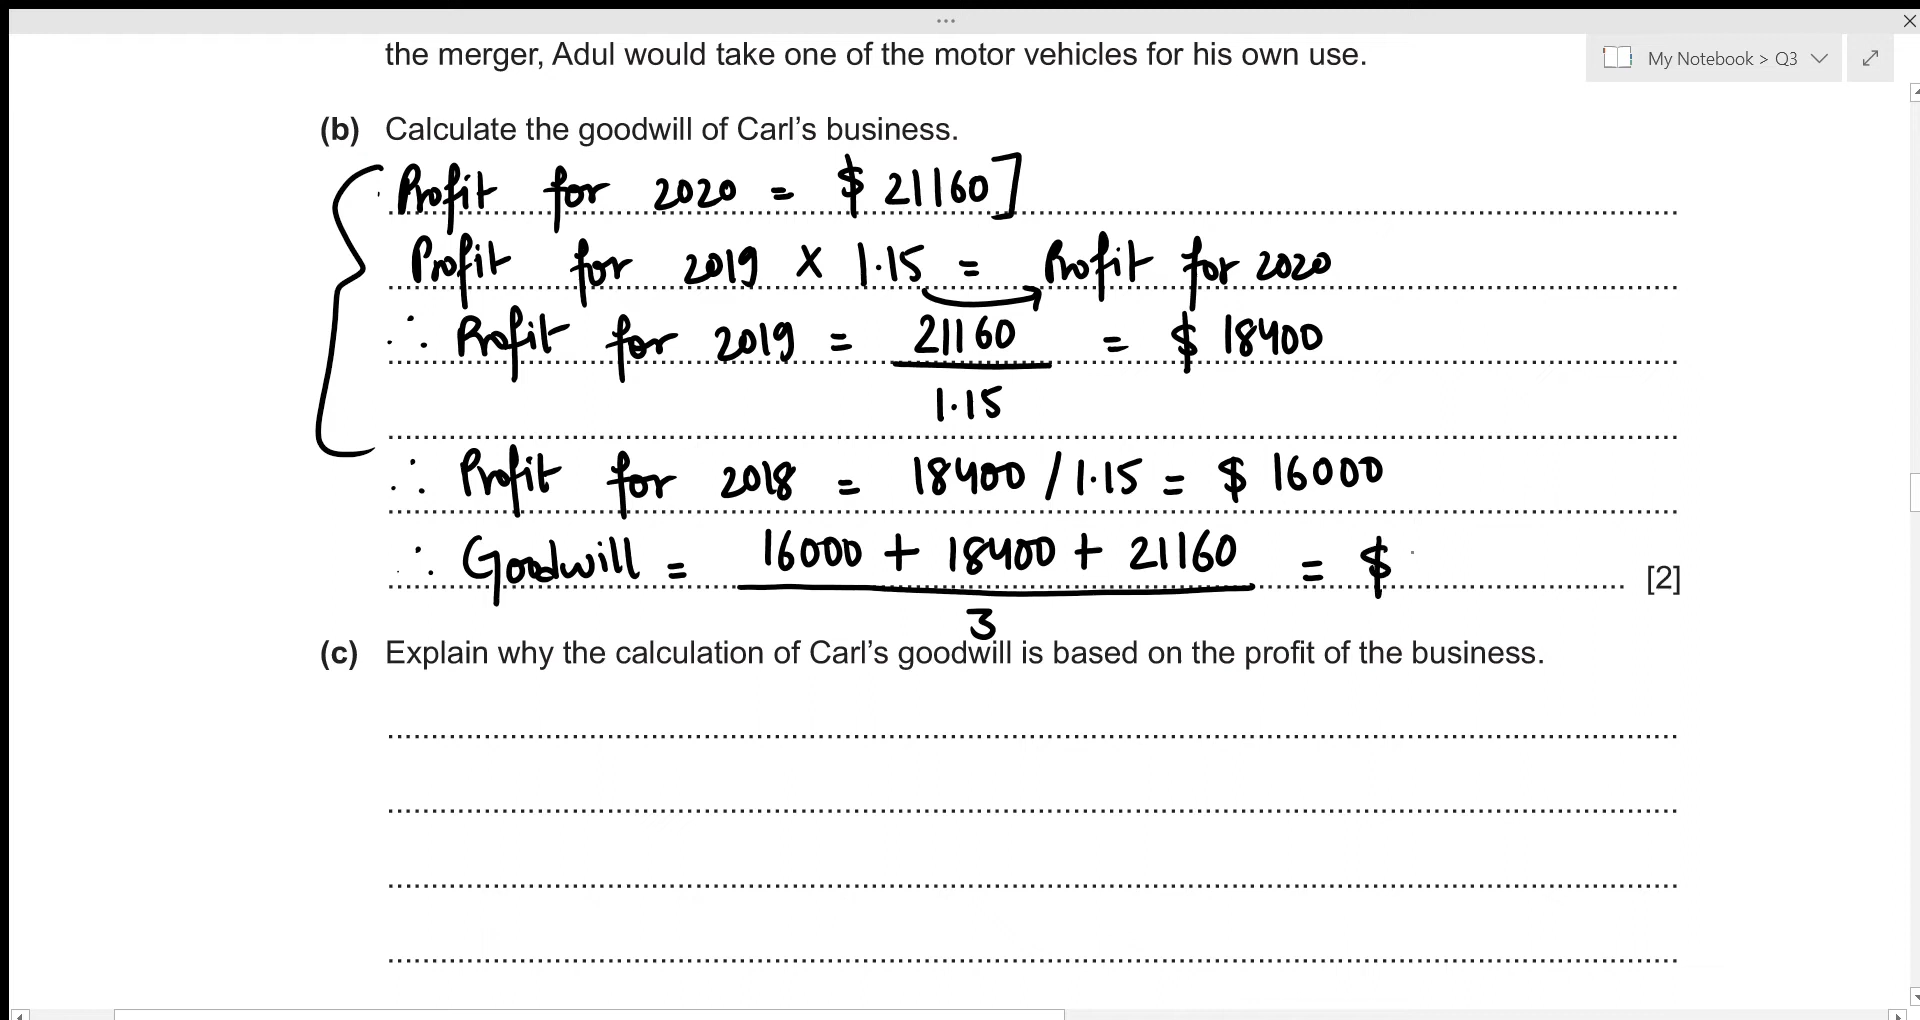 the merger, Adul would take one of the motor vehicles for his own use.
My Notebook > Q3
(b) Calculate the goodwill of Carl's business.
Profit for 2020 = $ 21160]
Profit for 2019 X 1.15 = Profit for 2020
∴ Profit for 2019 = 21160 = $ 18400
1.15
∴ Profit for 2018 = 18400 / 1.15 = $ 16000
∴ Goodwill = 16000 + 18400 + 21160 = $
[2]
3
(c) Explain why the calculation of Carl's goodwill is based on the profit of the business.